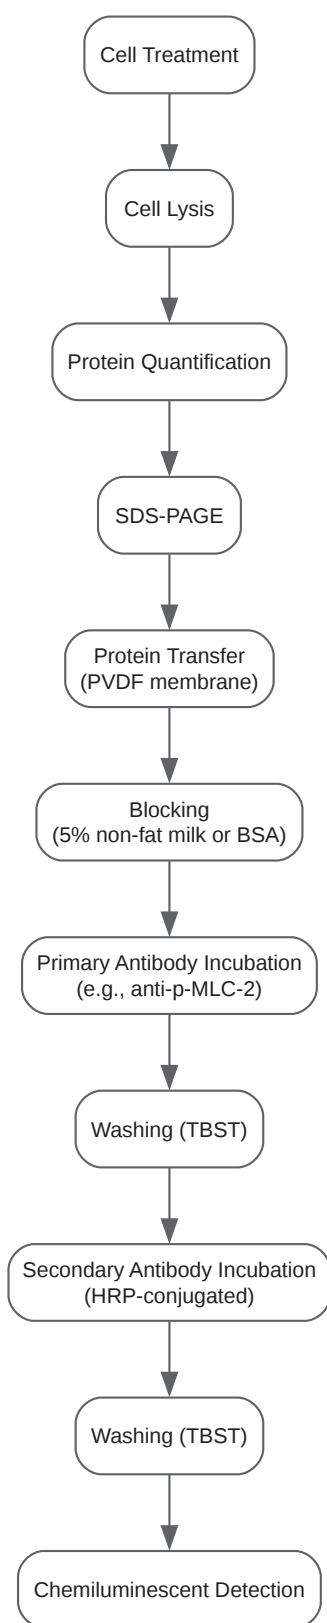 Cell Treatment
Cell Lysis
Protein Quantification
SDS-PAGE
Protein Transfer
(PVDF membrane)
Blocking
(5% non-fat milk or BSA)
Primary Antibody Incubation
(e.g., anti-p-MLC-2)
Washing (TBST)
Secondary Antibody Incubation
(HRP-conjugated)
Washing (TBST)
Chemiluminescent Detection